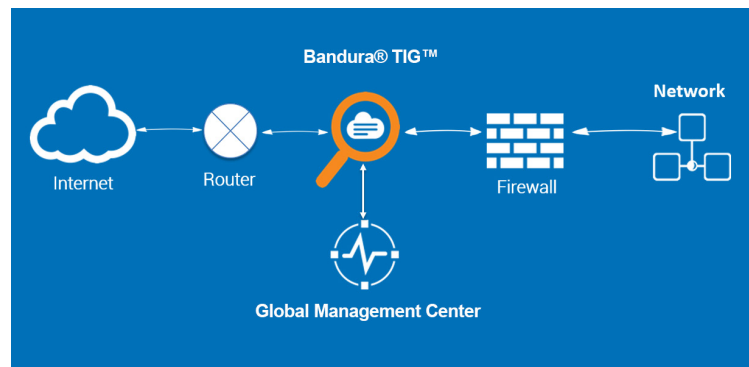 Bandura® TIG™
Network
Internet
Router
Firewall
Global Management Center